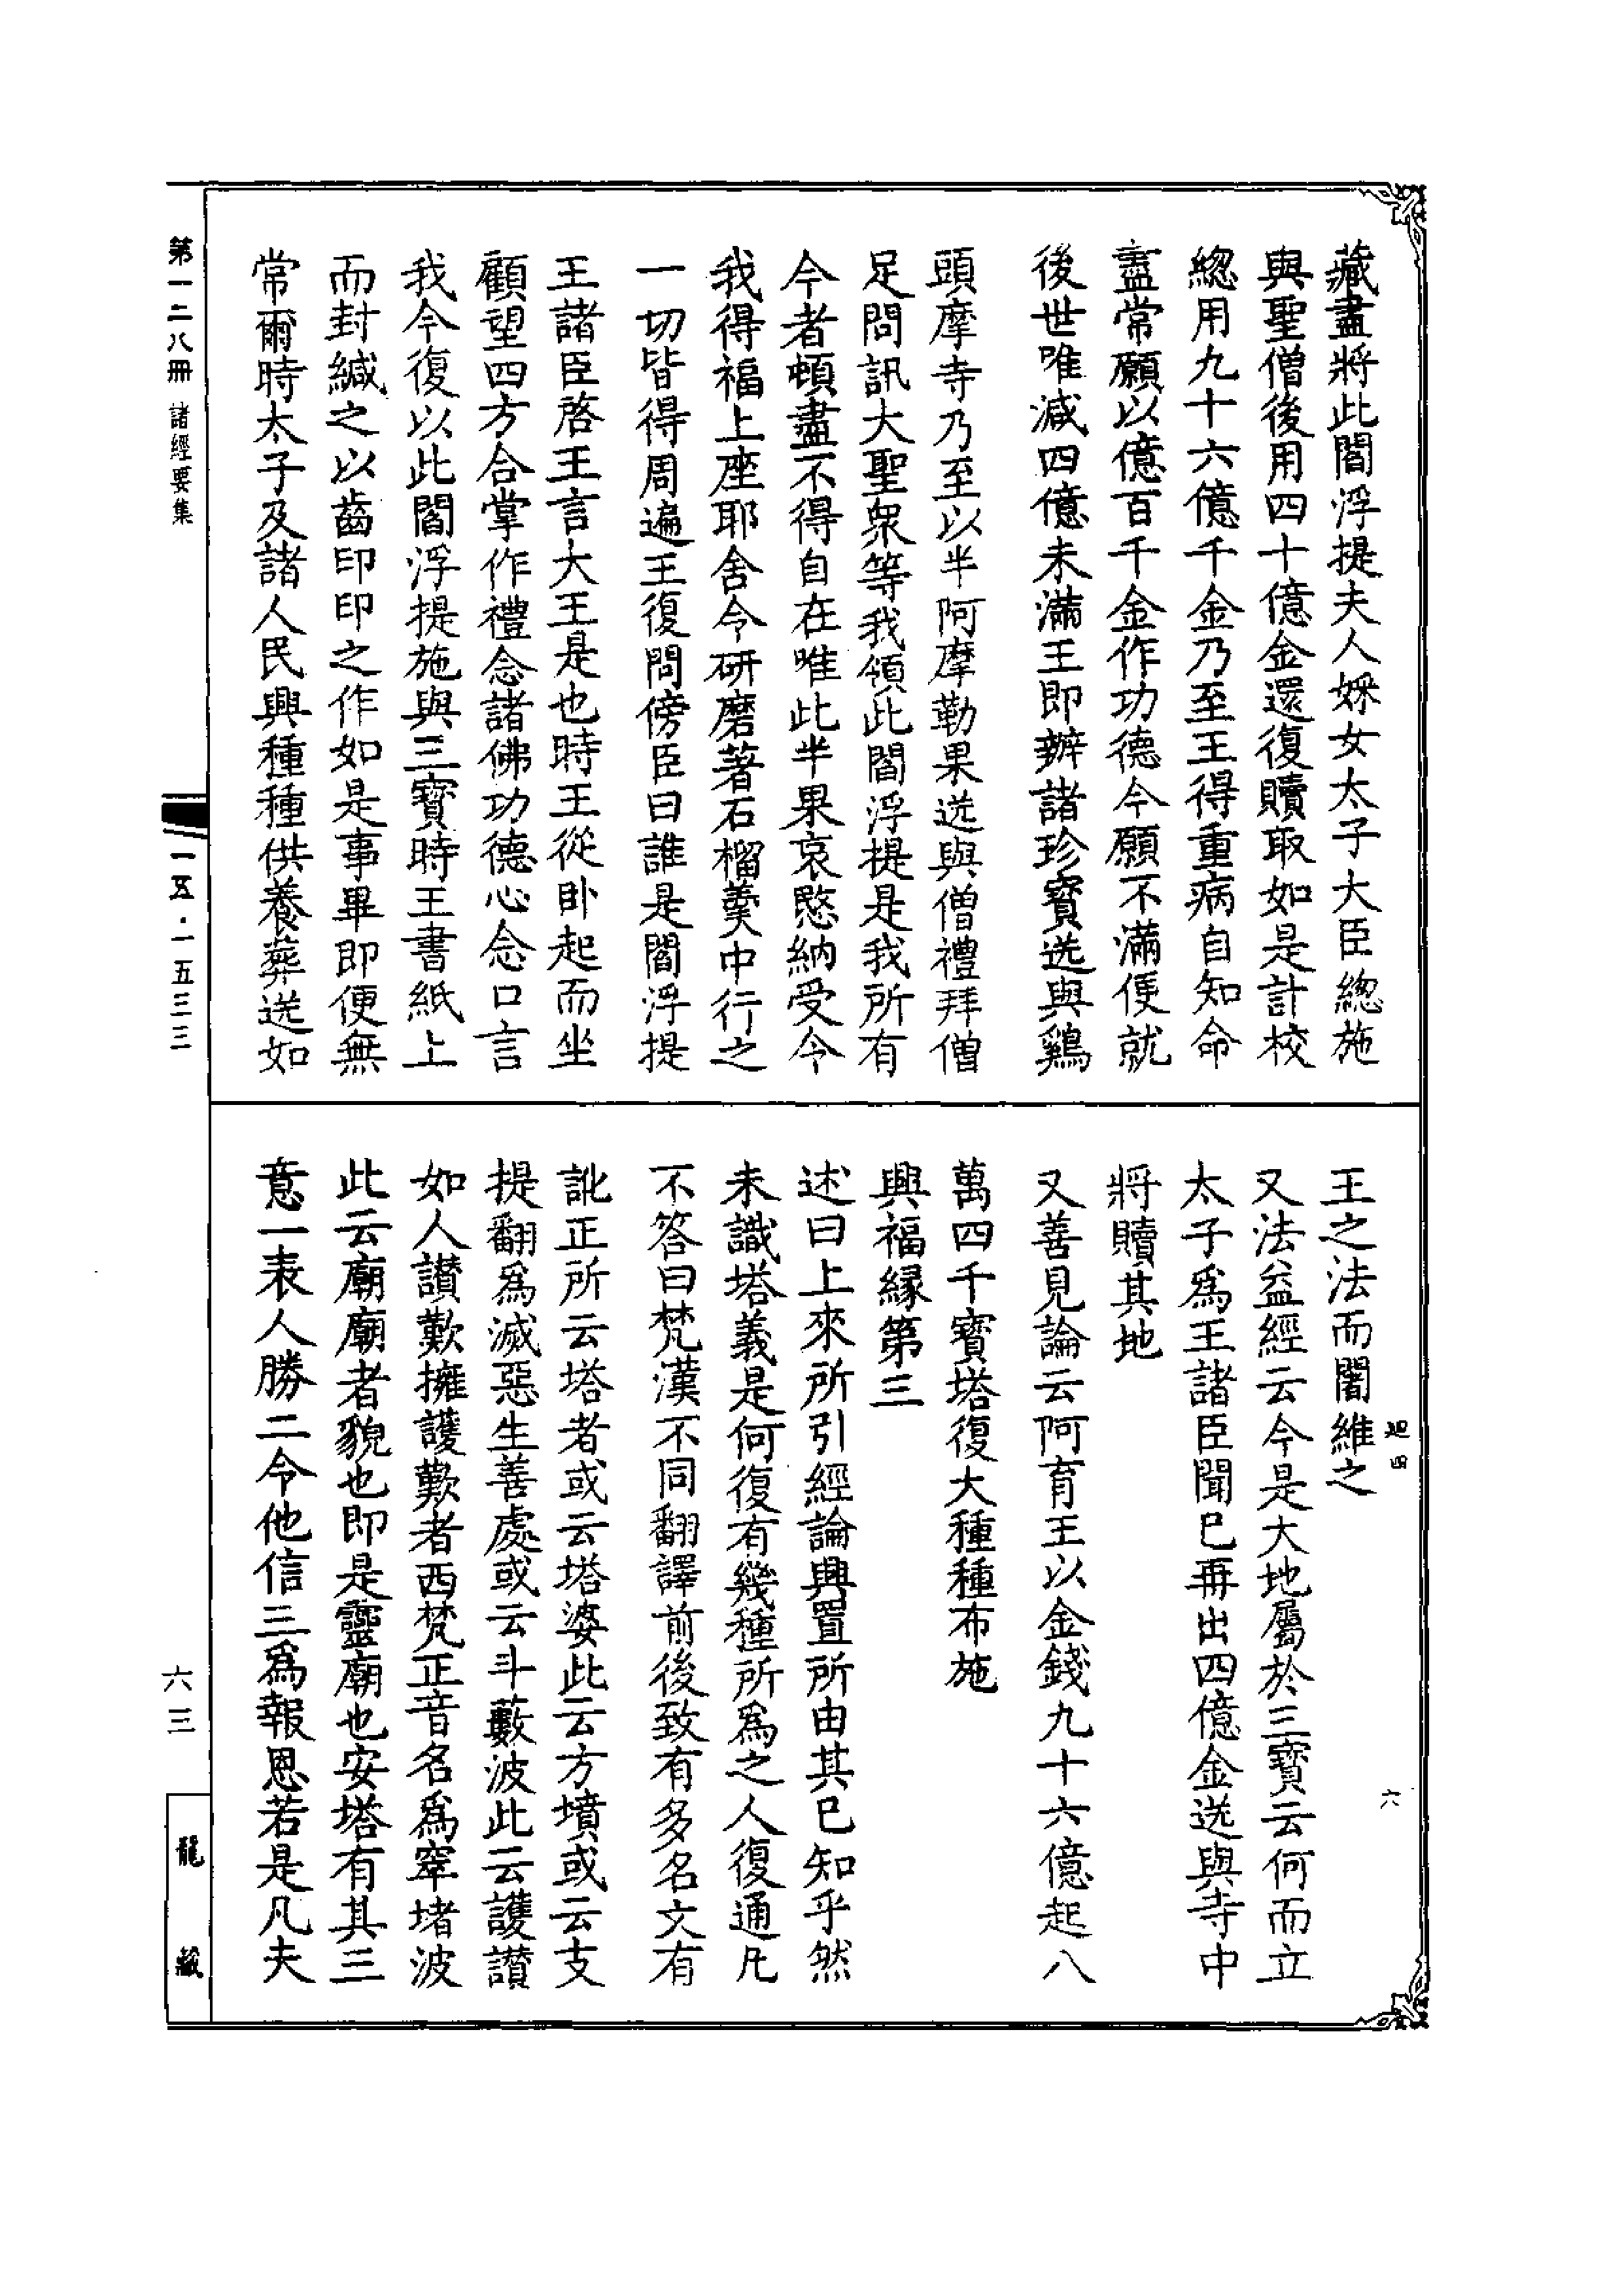 藏盡將此閻浮提夫人婇女太子大臣總施
與聖僧後用四十億金還復贖取如是計校
總用九十六億千金乃至王得重病自知命
盡常願以億百千金作功德今願不滿便就
後世唯減四億未滿王即辦諸珍寶送與雞
頭摩寺乃至以半阿摩勒果送與僧禮拜僧
足問訊大聖衆等我領此閻浮提是我所有
今者頓盡不得自在唯此半果哀愍納受令
我得福上座耶舍令研磨著石榴羹中行之
一切皆得周遍王復問傍臣曰誰是閻浮提
王諸臣啓王言大王是也時王從卧起而坐
顧望四方合掌作禮念諸佛功德心念口言
我今復以此閻浮提施與三寶時王書紙上
而封緘之以齒印印之作如是事畢即便無
常爾時太子及諸人民興種種供養葬送如
王之法而闍維之
又法益經云今是大地屬於三寶云何而立
太子爲王諸臣聞已再出四億金送與寺中
將贖其地
又善見論云阿育王以金錢九十六億起八
萬四千寶塔復大種種布施
興福緣第三
述曰上來所引經論興置所由其已知乎然
未識塔義是何復有幾種所爲之人復通凡
不答曰梵漢不同翻譯前後致有多名文有
訛正所云塔者或云塔婆此云方墳或云支
提翻爲滅惡生善處或云斗藪波此云護讃
如人讃歎擁護歎者西梵正音名爲窣堵波
此云廟廟者貌也即是靈廟也安塔有其三
意一表人勝二令他信三爲報恩若是凡夫
迴四
六
第一二八冊 諸經要集
一五·一五三三
六三
龍藏